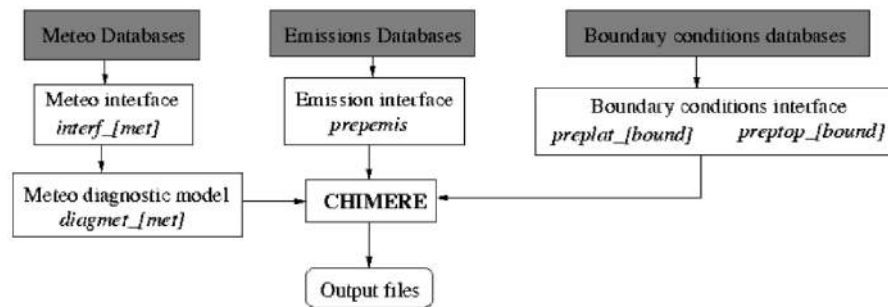 Meteo Databases
Emissions Databases
Boundary conditions databases
Meteo interface
interf_[met]
Emission interface
prepemis
Boundary conditions interface
preplat_[bound] preptop_[bound]
Meteo diagnostic model
diagmet_[met]
CHIMERE
Output files